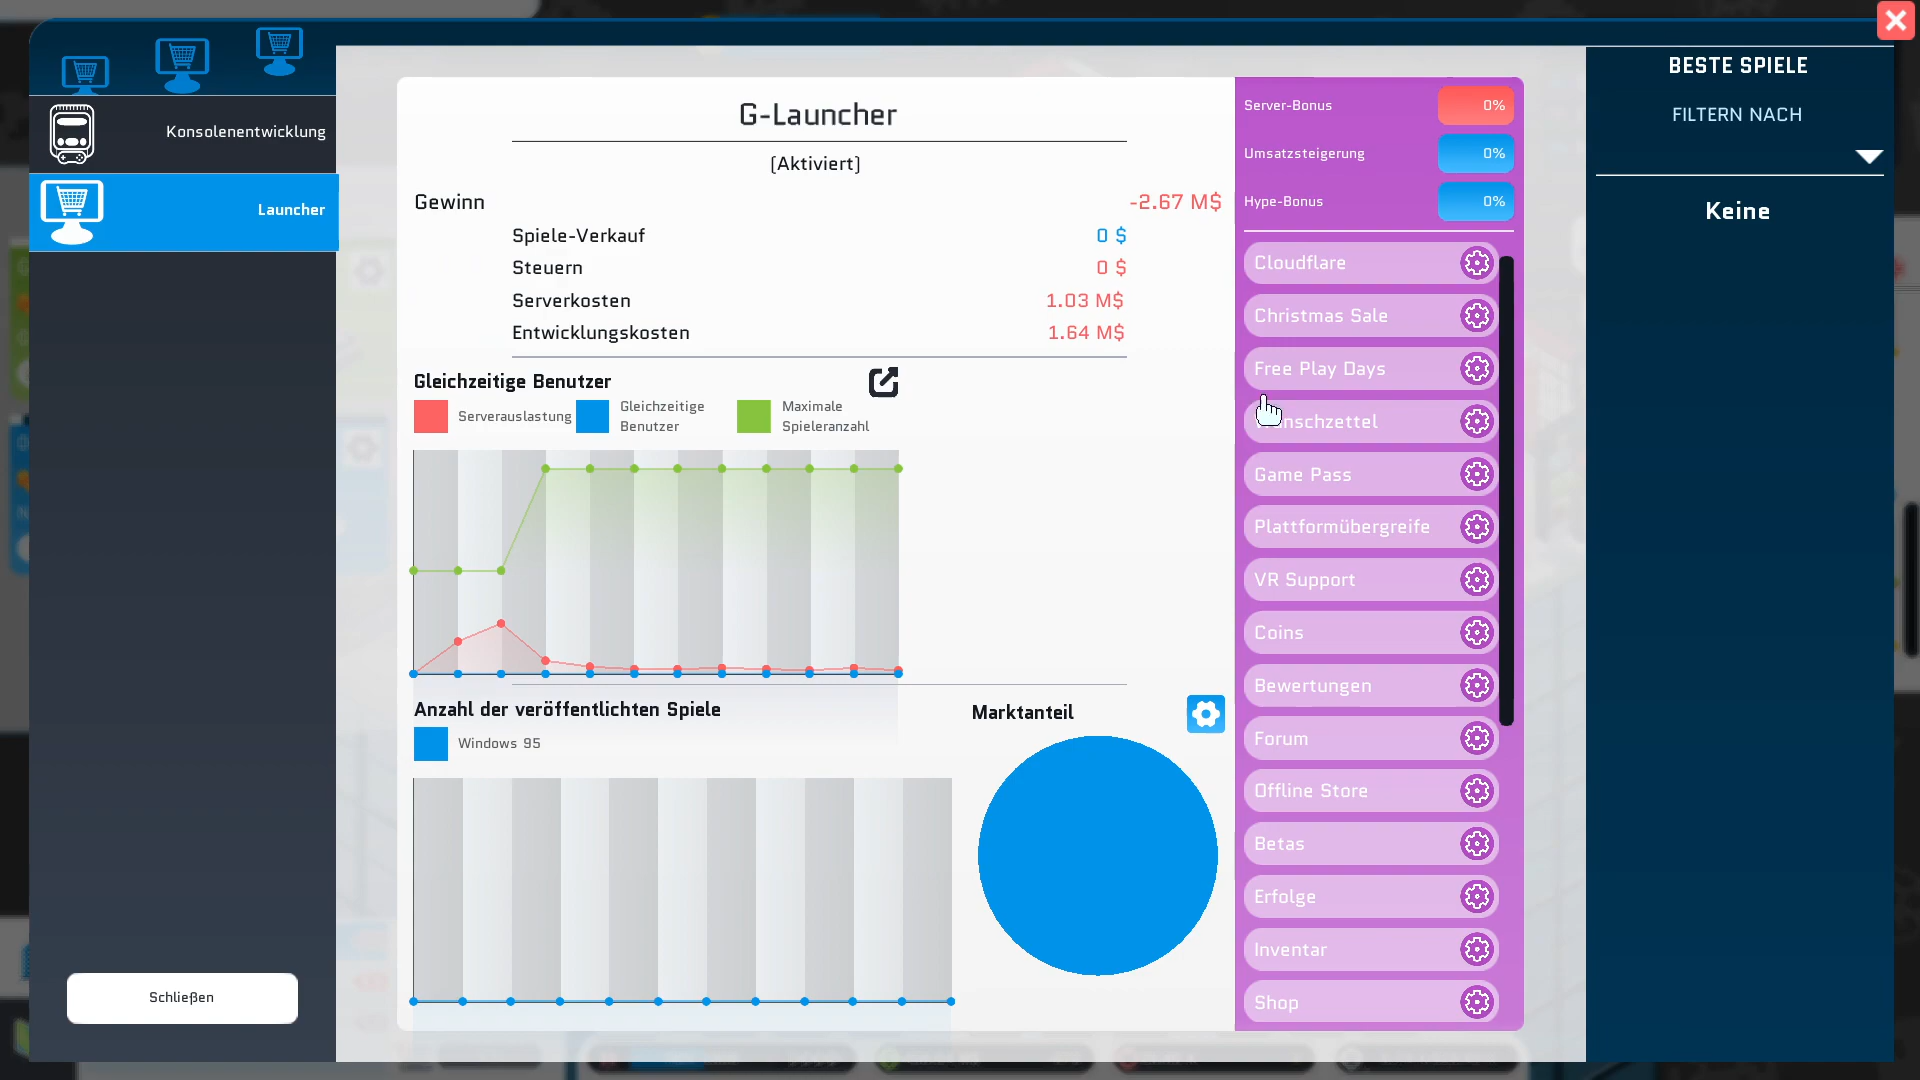 Konsolenentwicklung
Launcher
Schließen
G-Launcher
[Aktiviert]
Gewinn -2.67 M$
Spiele-Verkauf 0 $
Steuern 0 $
Serverkosten 1.03 M$
Entwicklungskosten 1.64 M$
Gleichzeitige Benutzer
Serverauslastung
Gleichzeitige
Benutzer
Maximale
Spieleranzahl
Anzahl der veröffentlichten Spiele
Windows 95
Marktanteil
Server-Bonus 0%
Umsatzsteigerung 0%
Hype-Bonus 0%
Cloudflare
Christmas Sale
Free Play Days
nschzettel
Game Pass
Plattformübergreife
VR Support
Coins
Bewertungen
Forum
Offline Store
Betas
Erfolge
Inventar
Shop
BESTE SPIELE
FILTERN NACH
Keine